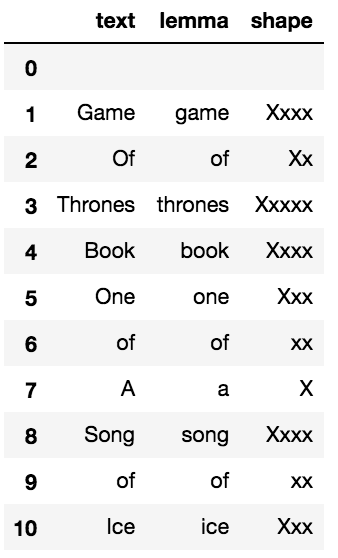 text lemma shape
0
1 Game game Xxxx
2 Of of Xx
3 Thrones thrones Xxxxx
4 Book book Xxxx
5 One one Xxx
6 of of xx
7 A a X
8 Song song Xxxx
9 of of xx
10 Ice ice Xxx